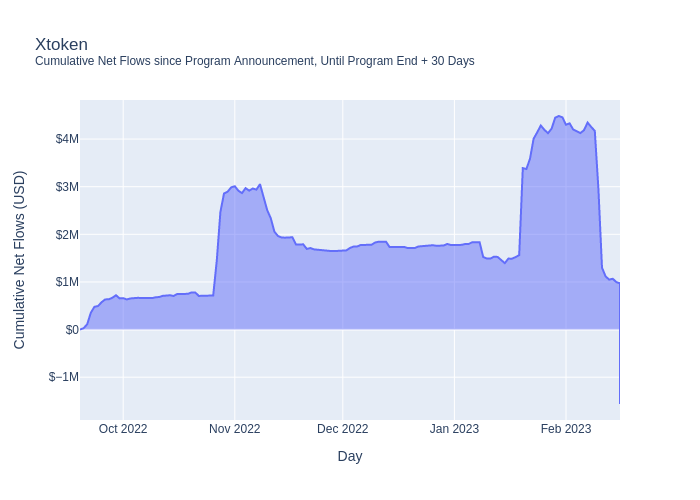 Xtoken
Cumulative Net Flows since Program Announcement, Until Program End + 30 Days
Cumulative Net Flows (USD)
$4M
$3M
$2M
$1M
$0
$−1M
Oct 2022
Nov 2022
Dec 2022
Jan 2023
Feb 2023
Day